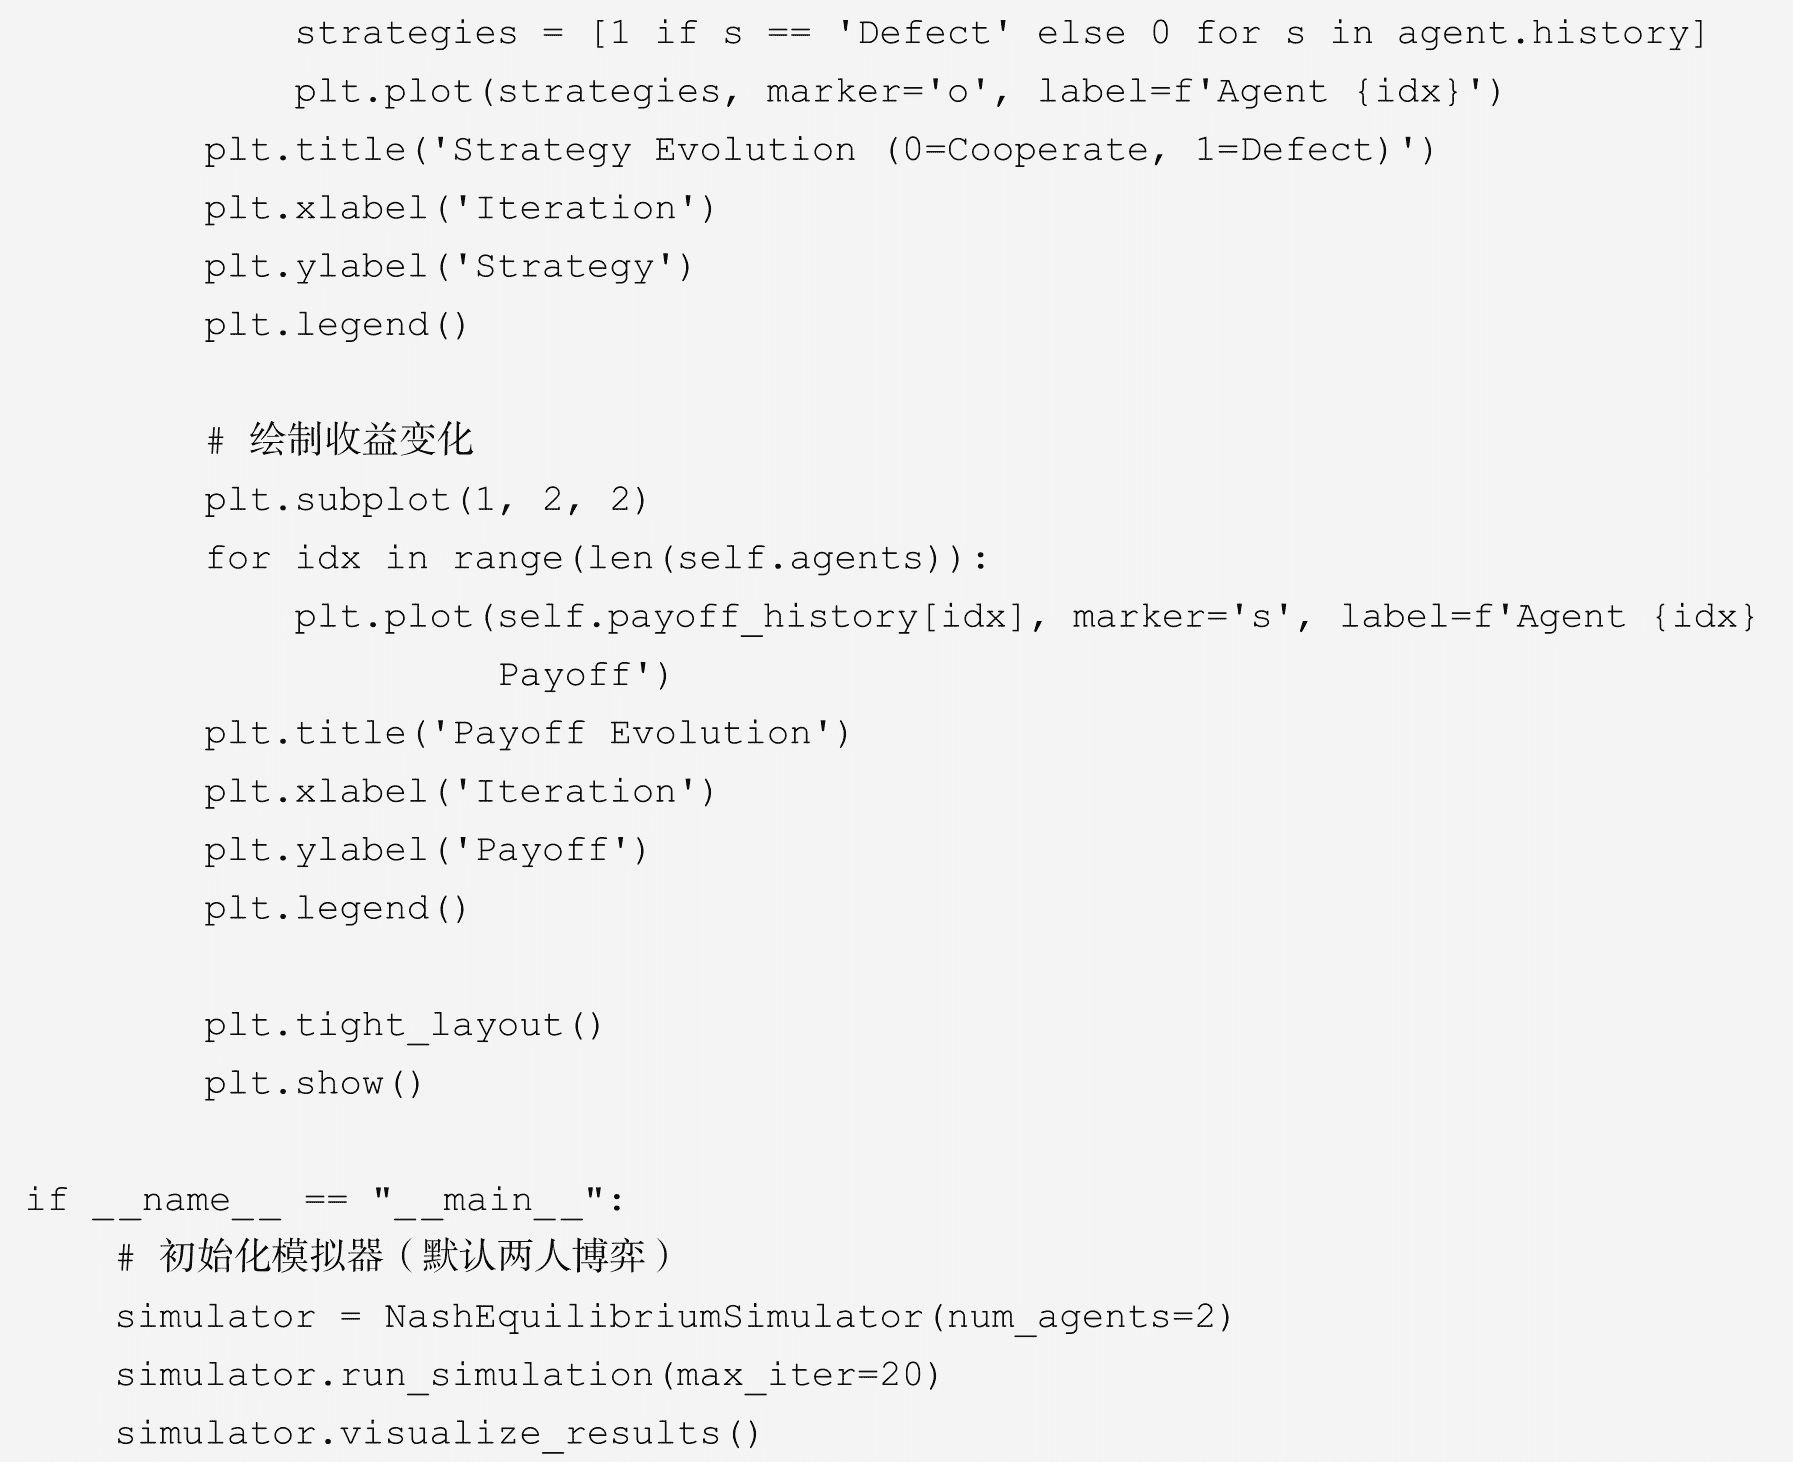 strategies = [1 if s == 'Defect' else 0 for s in agent.history]
plt.plot(strategies, marker='o', label=f'Agent {idx}')
plt.title('Strategy Evolution (0=Cooperate, 1=Defect)')
plt.xlabel('Iteration')
plt.ylabel('Strategy')
plt.legend()
# 绘制收益变化
plt.subplot(1, 2, 2)
for idx in range(len(self.agents)):
plt.plot(self.payoff_history[idx], marker='s', label=f'Agent {idx}
Payoff')
plt.title('Payoff Evolution')
plt.xlabel('Iteration')
plt.ylabel('Payoff')
plt.legend()
plt.tight_layout()
plt.show()
if __name__ == "__main__":
# 初始化模拟器（默认两人博弈）
simulator = NashEquilibriumSimulator(num_agents=2)
simulator.run_simulation(max_iter=20)
simulator.visualize_results()